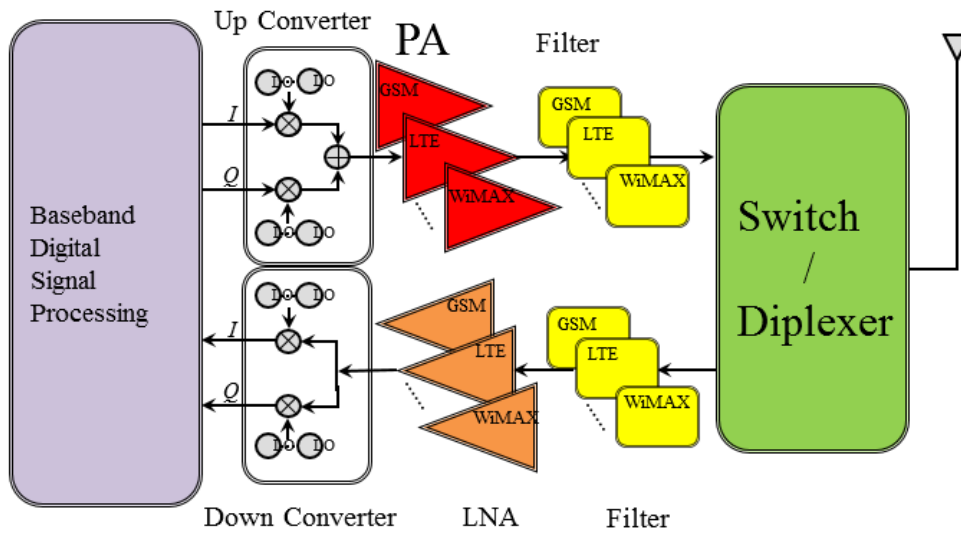 Up Converter
PA
Filter
LO
LO
I
Q
LO
LO
GSM
LTE
WiMAX
GSM
LTE
WiMAX
Baseband
Digital
Signal
Processing
Switch
/
Diplexer
LO
LO
I
Q
LO
LO
GSM
LTE
WiMAX
GSM
LTE
WiMAX
Down Converter
LNA
Filter